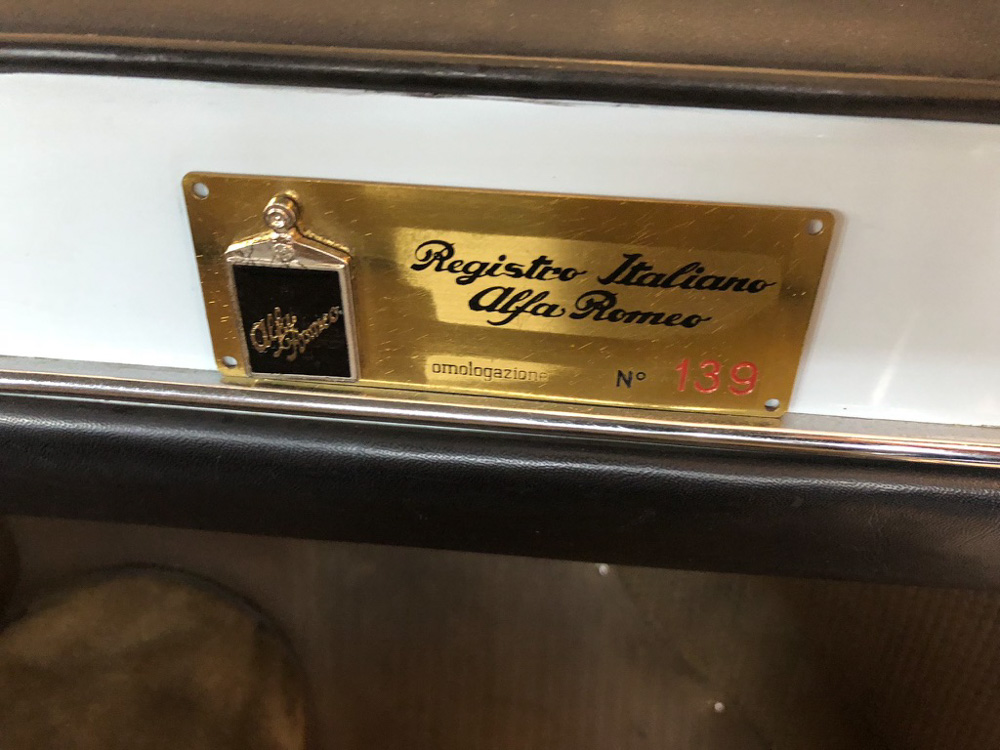 Alfa
Romeo
Registro Italiano
Alfa Romeo
omologazione
N° 139